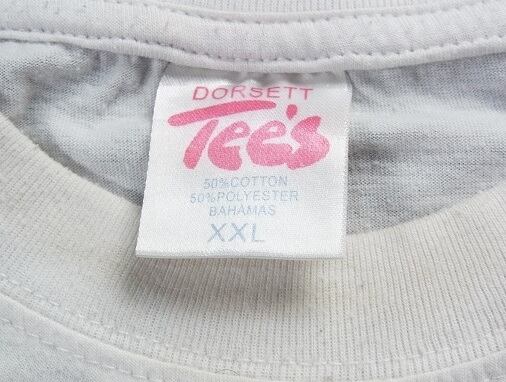 DORSETT
Tee's
50%COTTON
50%POLYESTER
BAHAMAS
XXL